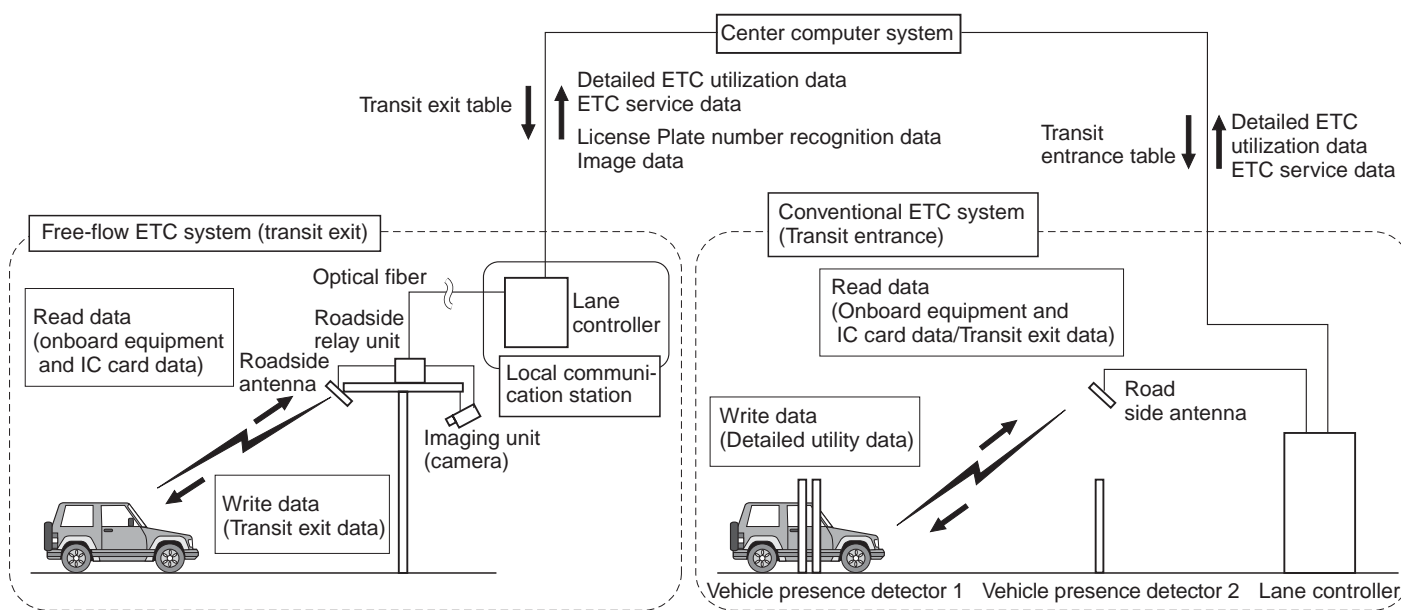 Center computer system
Transit exit table
Detailed ETC utilization data
ETC service data
License Plate number recognition data
Image data
Transit
entrance table
Detailed ETC
utilization data
ETC service data
Free-flow ETC system (transit exit)
Optical fiber
Lane
controller
Roadside
relay unit
Read data
(onboard equipment
and IC card data)
Roadside
antenna
Local communi-
cation station
Imaging unit
(camera)
Write data
(Transit exit data)
Conventional ETC system
(Transit entrance)
Read data
(Onboard equipment and
IC card data/Transit exit data)
Road
side antenna
Write data
(Detailed utility data)
Vehicle presence detector 1
Vehicle presence detector 2
Lane controller